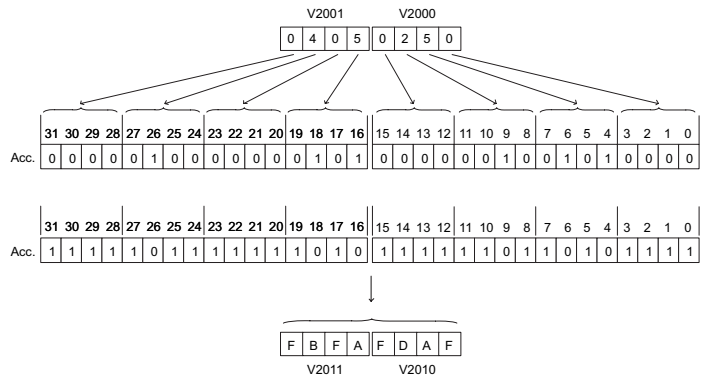 V2001 V2000
0 4 0 5 0 2 5 0
31 30 29 28 27 26 25 24 23 22 21 20 19 18 17 16 15 14 13 12 11 10 9 8 7 6 5 4 3 2 1 0
Acc. 0 0 0 0 0 1 0 0 0 0 0 0 0 1 0 1 0 0 0 0 0 0 1 0 0 1 0 1 0 0 0 0
31 30 29 28 27 26 25 24 23 22 21 20 19 18 17 16 15 14 13 12 11 10 9 8 7 6 5 4 3 2 1 0
Acc. 1 1 1 1 1 0 1 1 1 1 1 1 1 0 1 0 1 1 1 1 1 1 0 1 1 0 1 0 1 1 1 1
F B F A F D A F
V2011 V2010